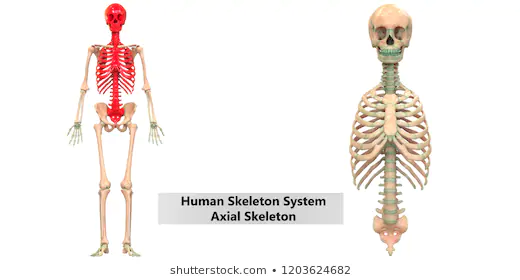 Human Skeleton System
Axial Skeleton
shutterstock.com · 1203624682